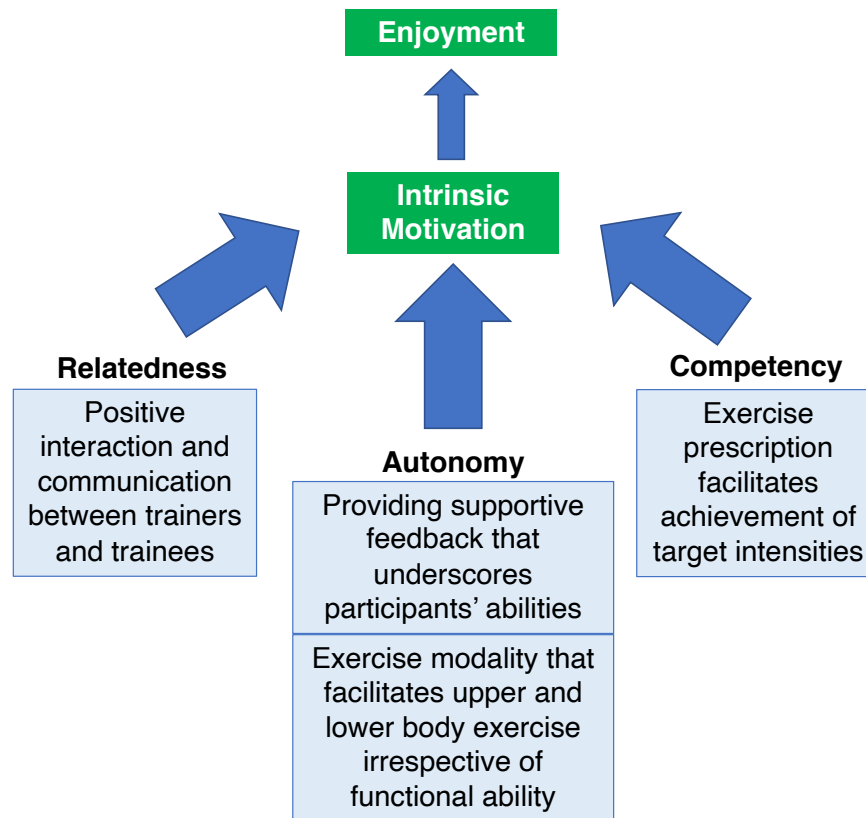 Enjoyment
Intrinsic
Motivation
Relatedness
Positive
interaction and
communication
between trainers
and trainees
Autonomy
Providing supportive
feedback that
underscores
participants’ abilities
Exercise modality that
facilitates upper and
lower body exercise
irrespective of
functional ability
Competency
Exercise
prescription
facilitates
achievement of
target intensities